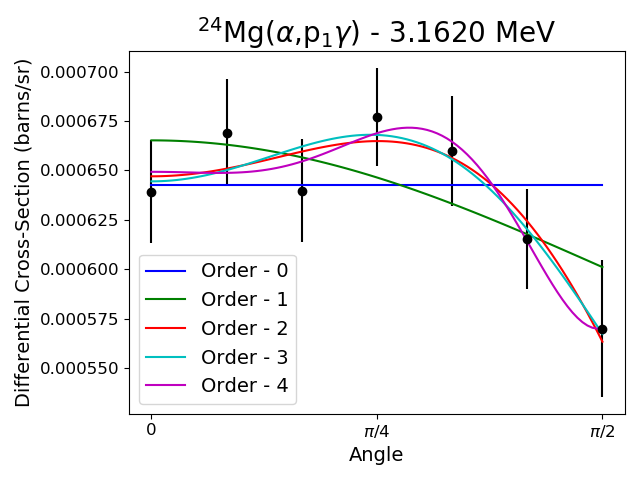 ²⁴Mg(α,p₁γ) - 3.1620 MeV
Differential Cross-Section (barns/sr)
0.000700
0.000675
0.000650
0.000625
0.000600
0.000575
0.000550
Order - 0
Order - 1
Order - 2
Order - 3
Order - 4
0 π/4 π/2
Angle